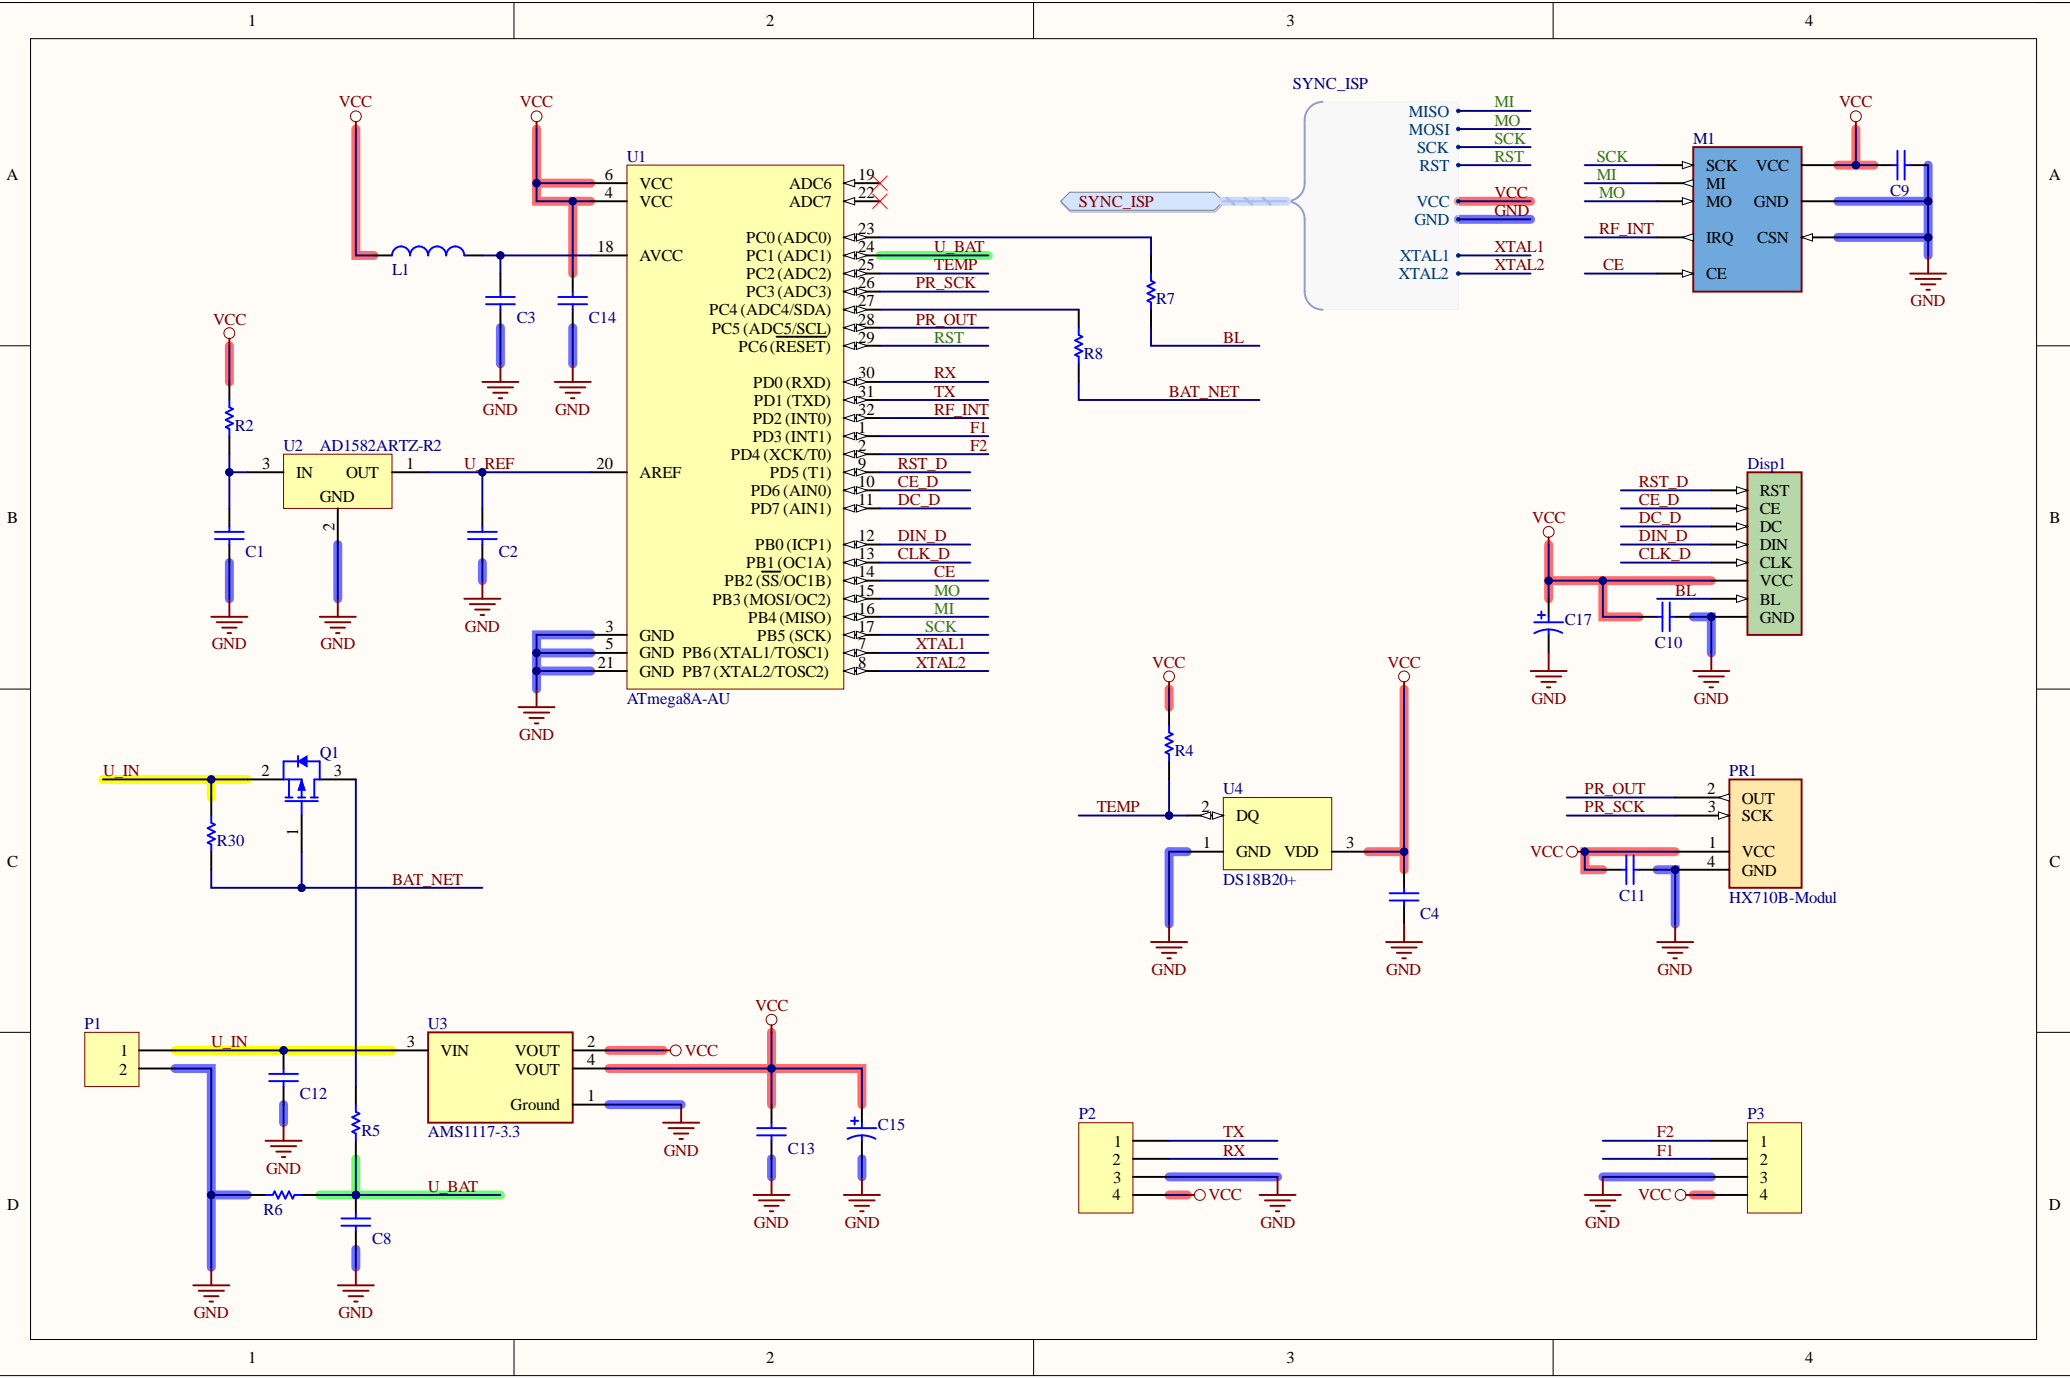 1 2 3 4
A A
B B
C C
D D
1 2 3 4
VCC
VCC
U1
6 VCC
4 VCC
18 AVCC
20 AREF
3 GND
5 GND
21 GND
ADC6 19
ADC7 22
PC0 (ADC0) 23
PC1 (ADC1) 24 U_BAT
PC2 (ADC2) 25 TEMP
PC3 (ADC3) 26 PR_SCK
PC4 (ADC4/SDA) 27
PC5 (ADC5/SCL) 28 PR_OUT
PC6 (RESET) 29 RST
PD0 (RXD) 30 RX
PD1 (TXD) 31 TX
PD2 (INT0) 32 RF_INT
PD3 (INT1) 1 F1
PD4 (XCK/T0) 2 F2
PD5 (T1) 9 RST_D
PD6 (AIN0) 10 CE_D
PD7 (AIN1) 11 DC_D
PB0 (ICP1) 12 DIN_D
PB1 (OC1A) 13 CLK_D
PB2 (SS/OC1B) 14 CE
PB3 (MOSI/OC2) 15 MO
PB4 (MISO) 16 MI
PB5 (SCK) 17 SCK
PB6 (XTAL1/TOSC1) 7 XTAL1
PB7 (XTAL2/TOSC2) 8 XTAL2
ATmega8A-AU
GND
L1
C3
C14
GND
GND
R7
BL
R8
BAT_NET
VCC
R2
U2 AD1582ARTZ-R2
3 IN OUT 1 U_REF
GND
2
C1
C2
GND
GND
GND
SYNC_ISP
SYNC_ISP
MISO MI
MOSI MO
SCK SCK
RST RST
VCC VCC
GND GND
XTAL1 XTAL1
XTAL2 XTAL2
VCC
M1
SCK SCK VCC
MI MI
MO MO GND
RF_INT IRQ CSN
CE CE
C9
GND
Disp1
RST_D RST
CE_D CE
DC_D DC
DIN_D DIN
CLK_D CLK
VCC VCC
BL BL
GND
C17
C10
GND
GND
U_IN
Q1
2 3
1
R30
BAT_NET
VCC
VCC
R4
U4
TEMP 2 DQ
1 GND VDD 3
DS18B20+
C4
GND
GND
PR1
PR_OUT 2 OUT
PR_SCK 3 SCK
VCC 1 VCC
4 GND
C11
HX710B-Modul
GND
P1
1 U_IN
2
C12
GND
U3
3 VIN VOUT 2 VCC
VOUT 4
Ground 1
AMS1117-3.3
GND
VCC
C13
C15
GND
GND
R5
R6
U_BAT
C8
GND
GND
P2
1 TX
2 RX
3
4 VCC
GND
P3
F2 1
F1 2
3
VCC 4
GND